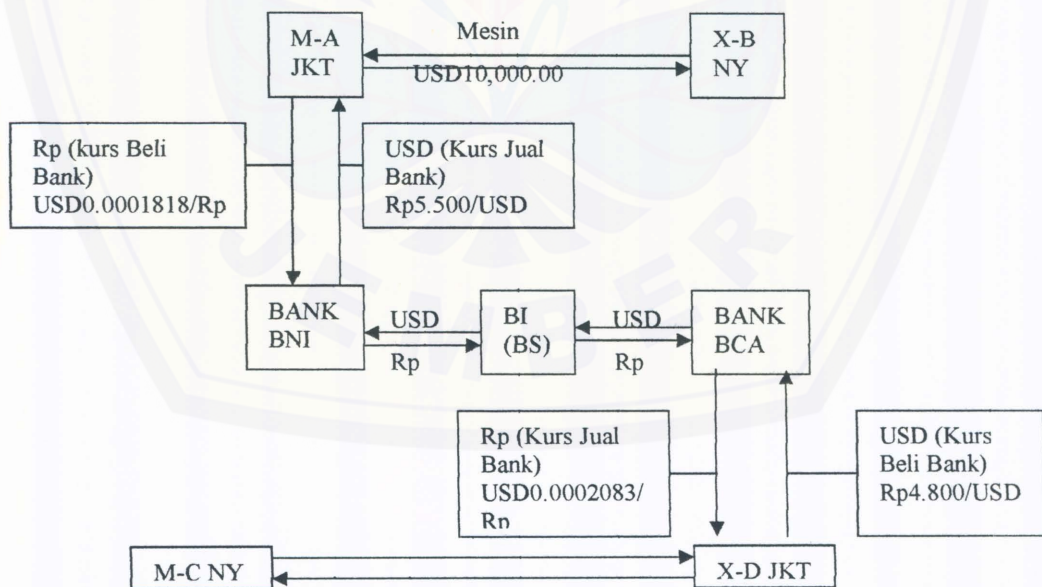 M-A
JKT
Mesin
USD10,000.00
X-B
NY
Rp (kurs Beli
Bank)
USD0.0001818/Rp
USD (Kurs Jual
Bank)
Rp5.500/USD
BANK
BNI
USD
Rp
BI
(BS)
USD
Rp
BANK
BCA
Rp (Kurs Jual
Bank)
USD0.0002083/
Rp
USD (Kurs
Beli Bank)
Rp4.800/USD
M-C NY
X-D JKT
JEMBER